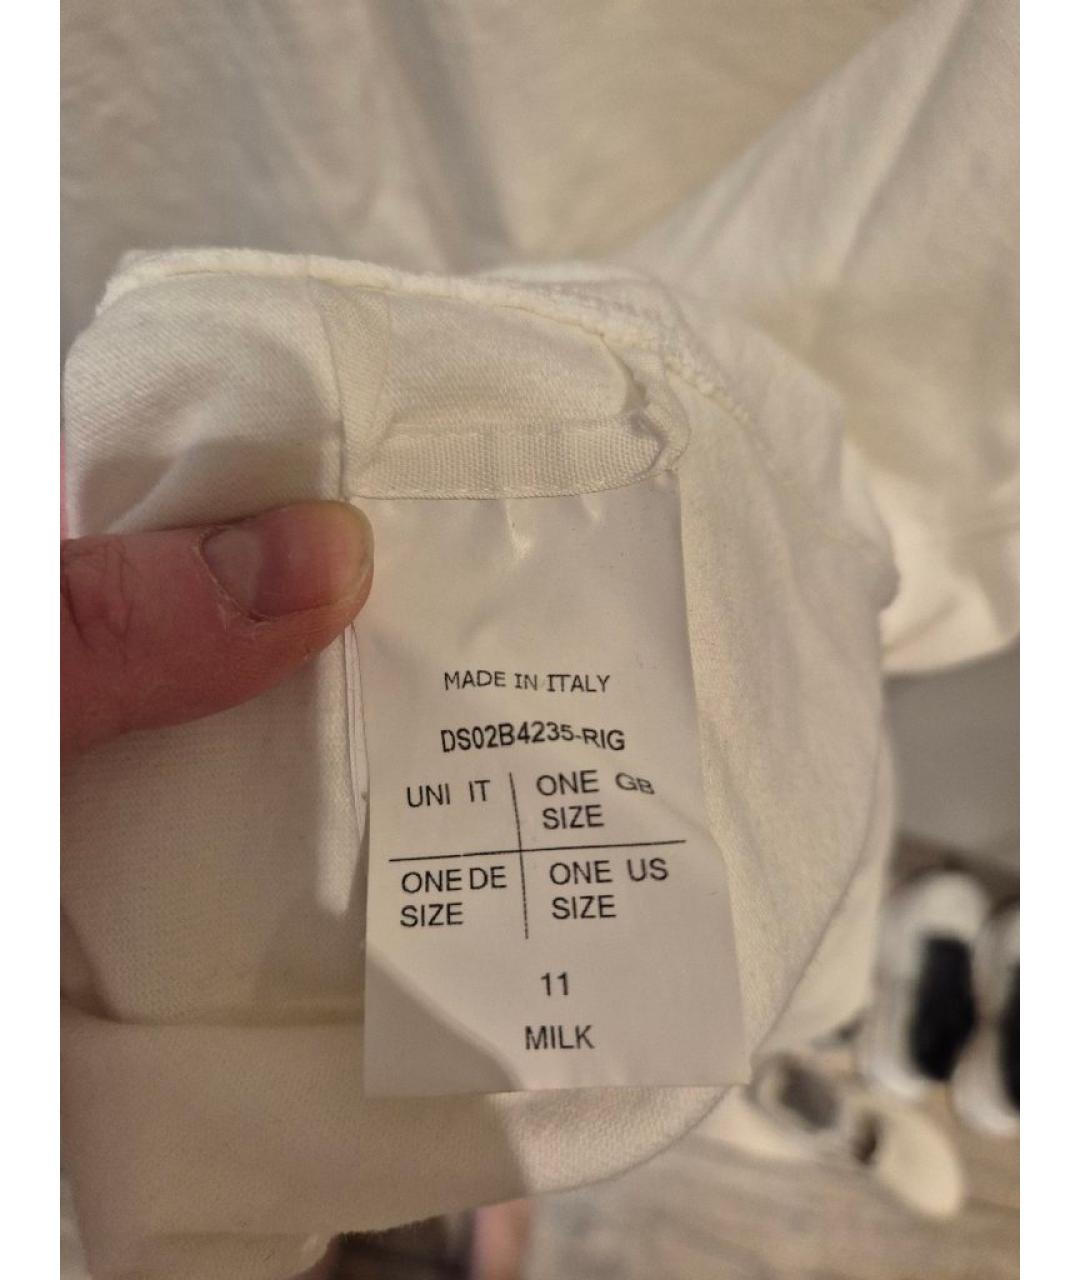 MADE IN ITALY
DS02B4235-RIG
UNI IT
ONE GB
SIZE
ONE DE
SIZE
ONE US
SIZE
11
MILK